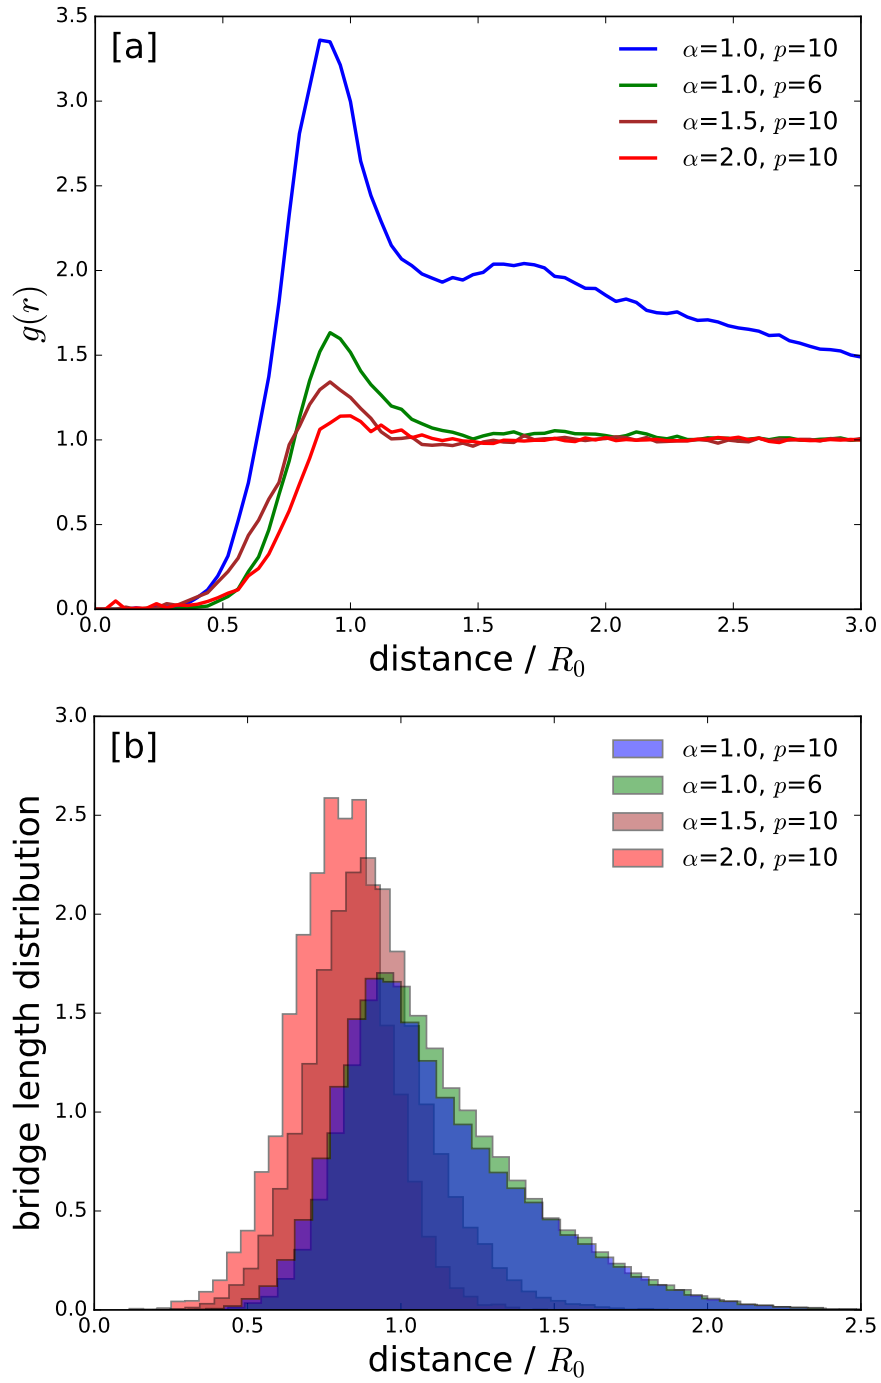 [a]
α=1.0, p=10
α=1.0, p=6
α=1.5, p=10
α=2.0, p=10
g(r)
3.5
3.0
2.5
2.0
1.5
1.0
0.5
0.0
0.0 0.5 1.0 1.5 2.0 2.5 3.0
distance / R₀
[b]
α=1.0, p=10
α=1.0, p=6
α=1.5, p=10
α=2.0, p=10
bridge length distribution
3.0
2.5
2.0
1.5
1.0
0.5
0.0
0.0 0.5 1.0 1.5 2.0 2.5
distance / R₀